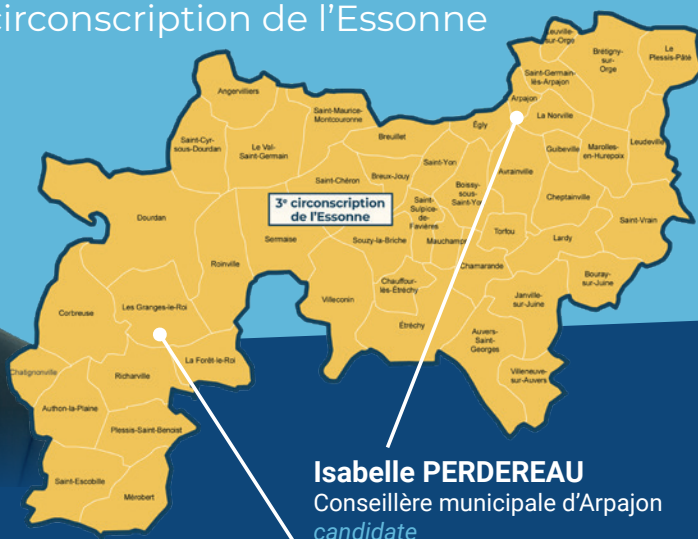 circonscription de l'Essonne
Leuville-
sur-Orge
Brétigny-
sur-
Orge
Le
Plessis-Pâté
Saint-Germain-
lès-Arpajon
Angervilliers
Arpajon
Saint-Maurice-
Montcouronne
La Norville
Égly
Breuillet
Saint-Cyr-
sous-Dourdan
Le Val-
Saint-Germain
Leudeville
Guibeville
Marolles-
en-Hurepoix
Saint-Yon
Avrainville
Saint-Chéron
Breux-Jouy
Boissy-
sous-
Saint-Yon
Cheptainville
3e circonscription
de l'Essonne
Saint-
Sulpice-
de-
Favières
Dourdan
Saint-Vrain
Torfou
Sermaise
Souzy-la-Briche
Mauchamps
Lardy
Roinville
Chamarande
Bouray-
sur-Juine
Chauffour-
lès-Étréchy
Villeconin
Janville-
sur-Juine
Corbreuse
Les Granges-le-Roi
Étréchy
Auvers-
Saint-
Georges
La Forêt-le-Roi
Chatignonville
Richarville
Villeneuve-
sur-Auvers
Authon-la-Plaine
Plessis-Saint-Benoist
Saint-Escobille
Mérobert
Isabelle PERDEREAU
Conseillère municipale d'Arpajon
candidate